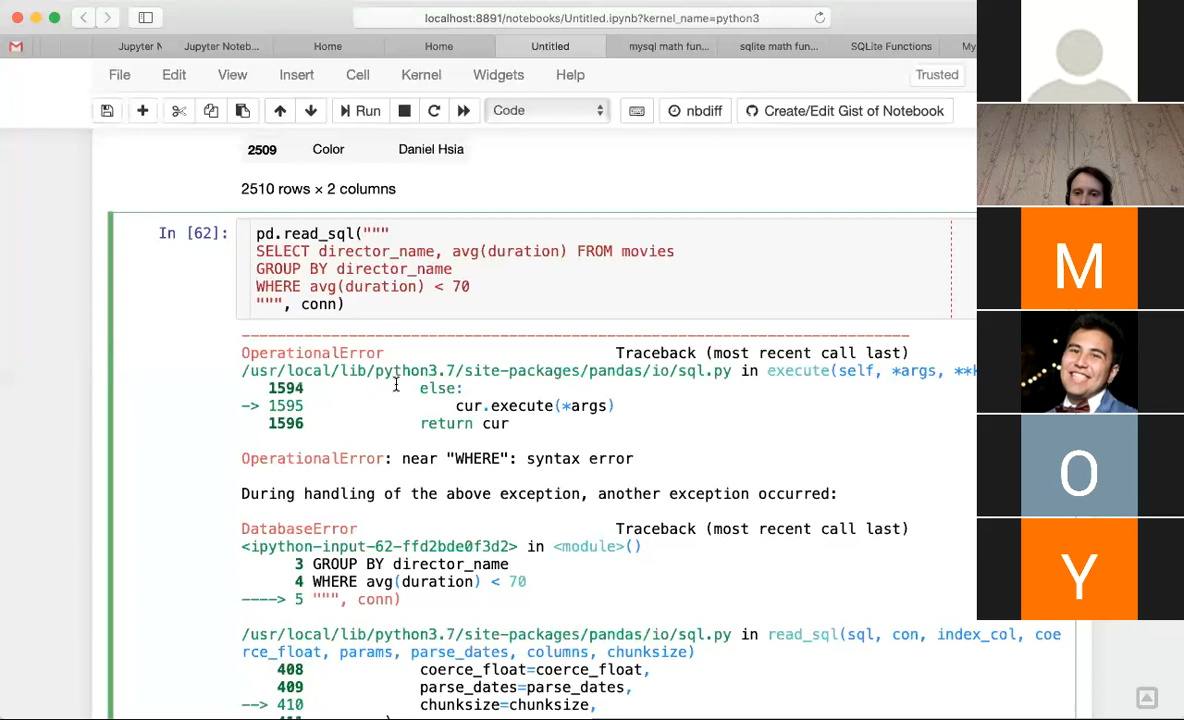 localhost:8891/notebooks/Untitled.ipynb?kernel_name=python3
Jupyter N
Jupyter Noteb...
Home
Home
Untitled
mysql math fun...
sqlite math fun...
SQLite Functions
My
File Edit View Insert Cell Kernel Widgets Help
Trusted
Run
Code
nbdiff
Create/Edit Gist of Notebook
2509 Color Daniel Hsia
2510 rows × 2 columns
In [62]:
pd.read_sql("""
SELECT director_name, avg(duration) FROM movies
GROUP BY director_name
WHERE avg(duration) < 70
""", conn)
---------------------------------------------------------------------------
OperationalError Traceback (most recent call last)
/usr/local/lib/python3.7/site-packages/pandas/io/sql.py in execute(self, *args, **k
1594 else:
-> 1595 cur.execute(*args)
1596 return cur
OperationalError: near "WHERE": syntax error
During handling of the above exception, another exception occurred:
DatabaseError Traceback (most recent call last)
<ipython-input-62-ffd2bde0f3d2> in <module>()
3 GROUP BY director_name
4 WHERE avg(duration) < 70
----> 5 """, conn)
/usr/local/lib/python3.7/site-packages/pandas/io/sql.py in read_sql(sql, con, index_col, coe
rce_float, params, parse_dates, columns, chunksize)
408 coerce_float=coerce_float,
409 parse_dates=parse_dates,
--> 410 chunksize=chunksize,
M
O
Y